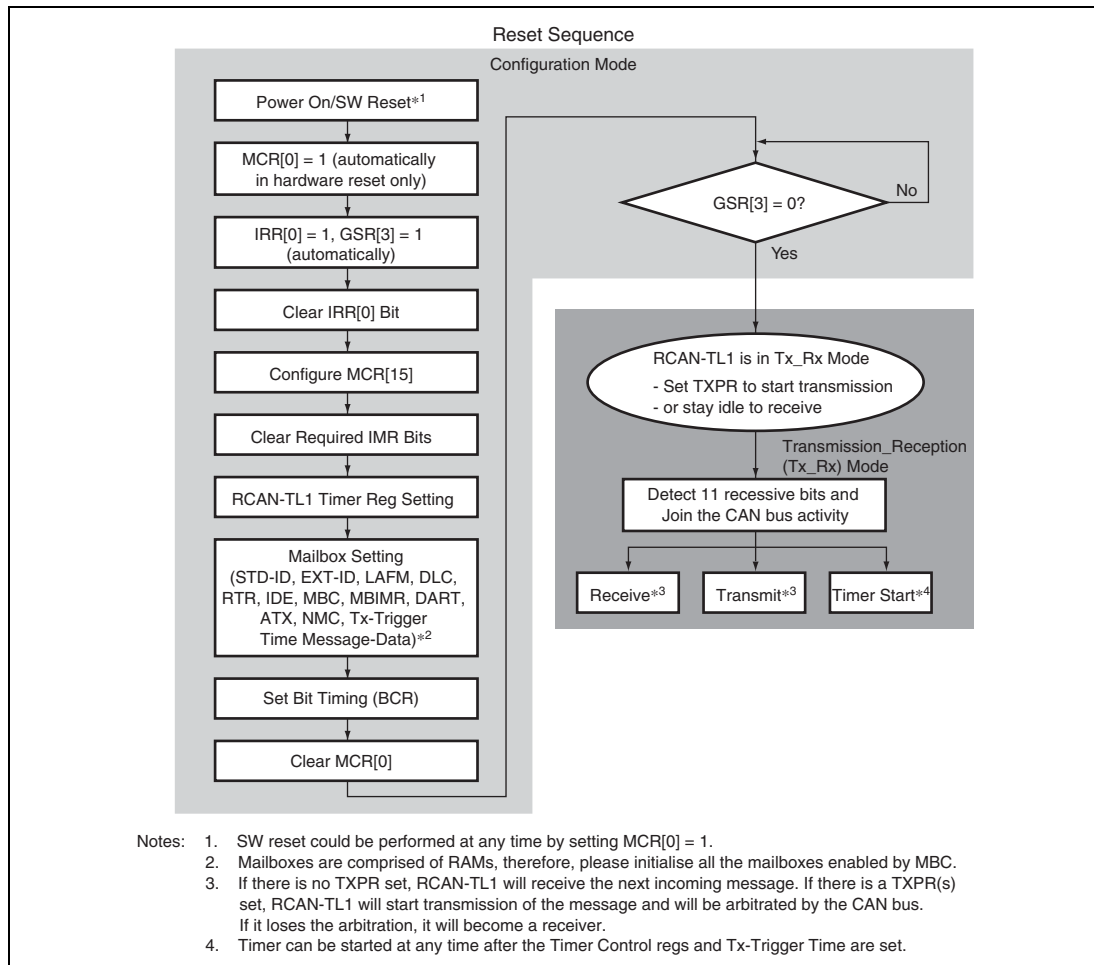 Reset Sequence
Configuration Mode
Power On/SW Reset*1
MCR[0] = 1 (automatically
in hardware reset only)
IRR[0] = 1, GSR[3] = 1
(automatically)
Clear IRR[0] Bit
Configure MCR[15]
Clear Required IMR Bits
RCAN-TL1 Timer Reg Setting
Mailbox Setting
(STD-ID, EXT-ID, LAFM, DLC,
RTR, IDE, MBC, MBIMR, DART,
ATX, NMC, Tx-Trigger
Time Message-Data)*2
Set Bit Timing (BCR)
Clear MCR[0]
GSR[3] = 0?
No
Yes
RCAN-TL1 is in Tx_Rx Mode
- Set TXPR to start transmission
- or stay idle to receive
Transmission_Reception
(Tx_Rx) Mode
Detect 11 recessive bits and
Join the CAN bus activity
Receive*3
Transmit*3
Timer Start*4
Notes: 1. SW reset could be performed at any time by setting MCR[0] = 1.
2. Mailboxes are comprised of RAMs, therefore, please initialise all the mailboxes enabled by MBC.
3. If there is no TXPR set, RCAN-TL1 will receive the next incoming message. If there is a TXPR(s)
set, RCAN-TL1 will start transmission of the message and will be arbitrated by the CAN bus.
If it loses the arbitration, it will become a receiver.
4. Timer can be started at any time after the Timer Control regs and Tx-Trigger Time are set.